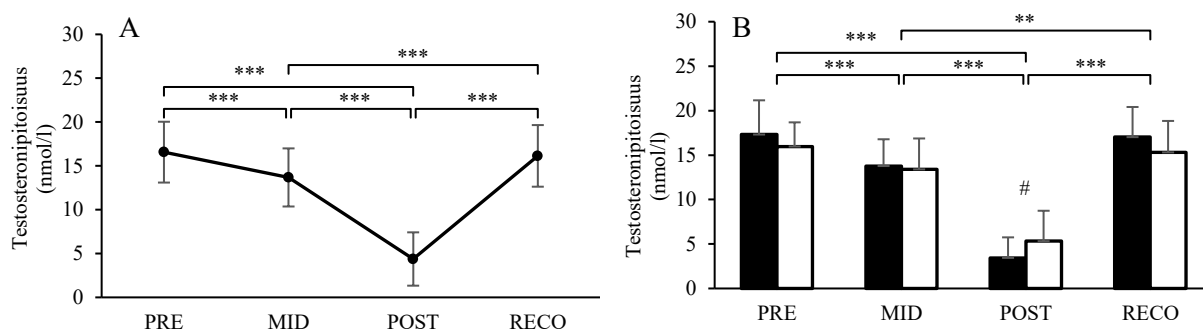 A
Testosteronipitoisuus
(nmol/l)
30
25
20
15
10
5
0
***
***
***
***
***
PRE
MID
POST
RECO
B
Testosteronipitoisuus
(nmol/l)
30
25
20
15
10
5
0
**
***
***
***
***
#
PRE
MID
POST
RECO